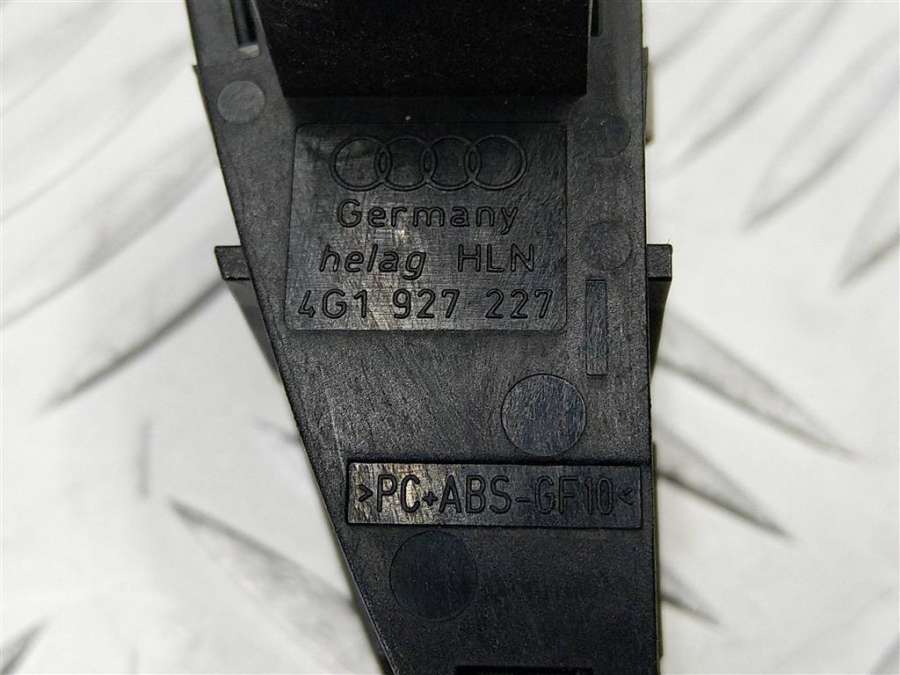 Germany
helag HLN
4G1 927 227
>PC+ABS-GF10<